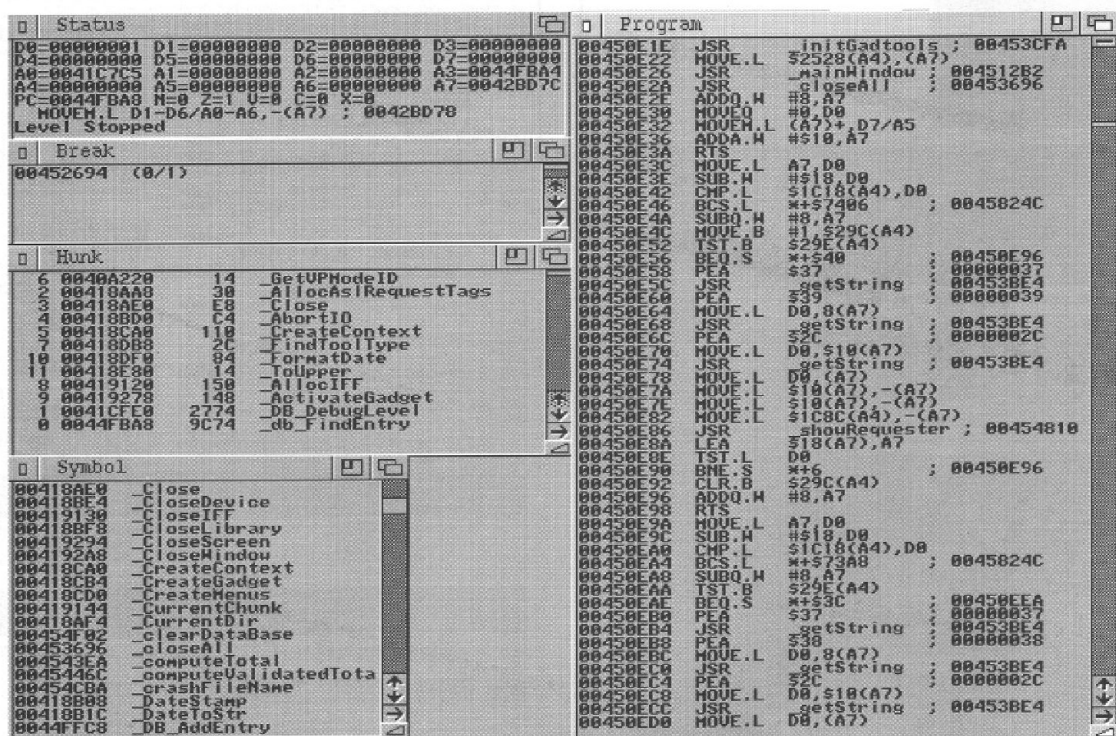 Status
D0=00000001 D1=00000000 D2=00000000 D3=00000000
D4=00000000 D5=00000000 D6=00000000 D7=00000000
A0=0041C7C5 A1=00000000 A2=00000000 A3=0044FBA4
A4=00000000 A5=00000000 A6=00000000 A7=0042BD7C
PC=0044FBA8 N=0 Z=1 V=0 C=0 X=0
MOVEM.L D1-D6/A0-A6,-(A7) ; 0042BD78
Level Stopped
Break
00452694 (0/1)
Hunk
6 0040A220 14 _GetVPModeID
2 00418AA8 30 _AllocAslRequestTags
3 00418AE0 E8 _Close
4 00418BD0 C4 _AbortIO
5 00418CA0 110 _CreateContext
7 00418DB8 2C _FindToolType
10 00418DF0 84 _FormatDate
11 00418E80 14 _ToUpper
8 00419120 150 _AllocIFF
9 00419278 148 _ActivateGadget
1 0041CFE0 2774 _DB_DebugLevel
0 0044FBA8 9C74 _db_FindEntry
Symbol
00418AE0 _Close
00418BE4 _CloseDevice
00419130 _CloseIFF
00418BF8 _CloseLibrary
00419294 _CloseScreen
004192A8 _CloseWindow
00418CA0 _CreateContext
00418CB4 _CreateGadget
00418CD0 _CreateMenus
00419144 _CurrentChunk
00418AF4 _CurrentDir
00454F02 _clearDataBase
00453696 _closeAll
004543EA _computeTotal
0045446C _computeValidatedTota
00454CBA _crashFileName
00418B08 _DateStamp
00418B1C _DateToStr
0044FFC8 _DB_AddEntry
Program
00450E1E JSR _initGadtools ; 00453CFA
00450E22 MOVE.L $2528(A4),(A7)
00450E26 JSR _mainWindow ; 004512B2
00450E2A JSR _closeAll ; 00453696
00450E2E ADDQ.W #8,A7
00450E30 MOVEQ #0,D0
00450E32 MOVEM.L (A7)+,D7/A5
00450E36 ADDA.W #$10,A7
00450E3A RTS
00450E3C MOVE.L A7,D0
00450E3E SUB.W #$18,D0
00450E42 CMP.L $1C18(A4),D0
00450E46 BCS.L *+$7406 ; 0045824C
00450E4A SUBQ.W #8,A7
00450E4C MOVE.B #1,$29C(A4)
00450E52 TST.B $29E(A4)
00450E56 BEQ.S *+$40 ; 00450E96
00450E58 PEA $37 ; 00000037
00450E5C JSR _getString ; 00453BE4
00450E60 PEA $39 ; 00000039
00450E64 MOVE.L D0,8(A7)
00450E68 JSR _getString ; 00453BE4
00450E6C PEA $2C ; 0000002C
00450E70 MOVE.L D0,$10(A7)
00450E74 JSR _getString ; 00453BE4
00450E78 MOVE.L D0,(A7)
00450E7A MOVE.L $10(A7),-(A7)
00450E7E MOVE.L $10(A7),-(A7)
00450E82 MOVE.L $1C8C(A4),-(A7)
00450E86 JSR _showRequester ; 00454810
00450E8A LEA $18(A7),A7
00450E8E TST.L D0
00450E90 BNE.S *+6 ; 00450E96
00450E92 CLR.B $29C(A4)
00450E96 ADDQ.W #8,A7
00450E98 RTS
00450E9A MOVE.L A7,D0
00450E9C SUB.W #$18,D0
00450EA0 CMP.L $1C18(A4),D0
00450EA4 BCS.L *+$73A8 ; 0045824C
00450EA8 SUBQ.W #8,A7
00450EAA TST.B $29E(A4)
00450EAE BEQ.S *+$3C ; 00450EEA
00450EB0 PEA $37 ; 00000037
00450EB4 JSR _getString ; 00453BE4
00450EB8 PEA $38 ; 00000038
00450EBC MOVE.L D0,8(A7)
00450EC0 JSR _getString ; 00453BE4
00450EC4 PEA $2C ; 0000002C
00450EC8 MOVE.L D0,$10(A7)
00450ECC JSR _getString ; 00453BE4
00450ED0 MOVE.L D0,(A7)